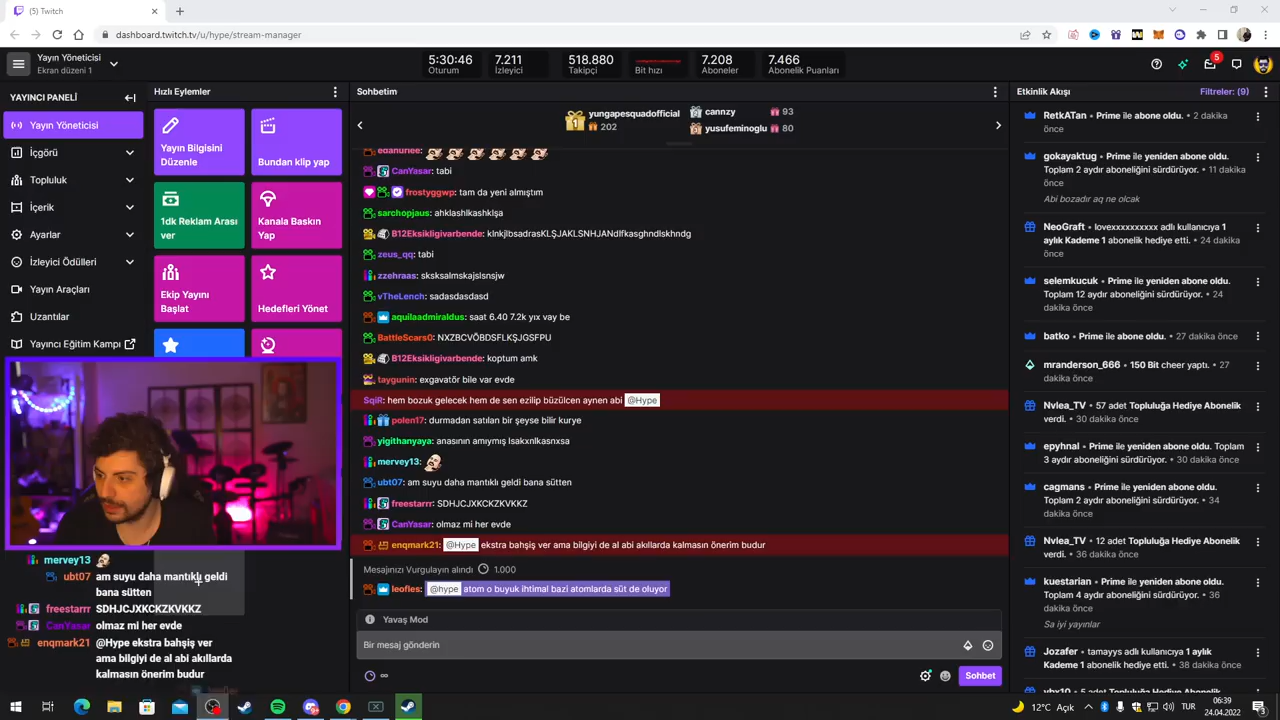 (5) Twitch
dashboard.twitch.tv/u/hype/stream-manager
Yayın Yöneticisi
Ekran düzeni 1
5:30:46
Oturum
7.211
İzleyici
518.880
Takipçi
Bit hızı
7.208
Aboneler
7.466
Abonelik Puanları
5
YAYINCI PANELİ
Yayın Yöneticisi
İçgörü
Topluluk
İçerik
Ayarlar
İzleyici Ödülleri
Yayın Araçları
Uzantılar
Yayıncı Eğitim Kampı
Hızlı Eylemler
Yayın Bilgisini
Düzenle
Bundan klip yap
1dk Reklam Arası
ver
Kanala Baskın
Yap
Ekip Yayını
Başlat
Hedefleri Yönet
mervey13
ubt07 am suyu daha mantıklı geldi
bana sütten
freestarrr SDHJCJXKCKZKVKKZ
CanYasar olmaz mi her evde
enqmark21 @Hype ekstra bahşiş ver
ama bilgiyi de al abi akıllarda
kalmasın önerim budur
Sohbetim
yungapesquadofficial
202
cannzy 93
yusufeminoglu 80
edanurlee:
CanYasar: tabi
frostyggwp: tam da yeni almıştım
sarchopjaus: ahklashlkashklşa
B12Eksikligivarbende: klnkjlbsadrasKLŞJAKLSNHJANdlfkasghndlskhndg
zeus_qq: tabi
zzehraas: sksksalmskajslsnsjw
vTheLench: sadasdasdasd
aquilaadmiraldus: saat 6.40 7.2k yıx vay be
BattleScars0: NXZBCVÖBDSFLKŞJGSFPU
B12Eksikligivarbende: koptum amk
taygunin: exgavatör bile var evde
SqiR: hem bozuk gelecek hem de sen ezilip büzülcen aynen abi @Hype
polen17: durmadan satılan bir şeyse bilir kurye
yigithanyaya: anasının amıymış lsakxnlkasnxsa
mervey13:
ubt07: am suyu daha mantıklı geldi bana sütten
freestarrr: SDHJCJXKCKZKVKKZ
CanYasar: olmaz mi her evde
enqmark21: @Hype ekstra bahşiş ver ama bilgiyi de al abi akıllarda kalmasın önerim budur
Mesajınızı Vurgulayın alındı 1.000
leofles: @hype atom o buyuk ihtimal bazi atomlarda süt de oluyor
Yavaş Mod
Bir mesaj gönderin
Sohbet
Etkinlik Akışı
Filtreler: (9)
RetkATan • Prime ile abone oldu. • 2 dakika
önce
gokayaktug • Prime ile yeniden abone oldu.
Toplam 2 aydır aboneliğini sürdürüyor. • 11 dakika
önce
Abi bozadır aq ne olcak
NeoGraft • lovexxxxxxxxxx adlı kullanıcıya 1
aylık Kademe 1 abonelik hediye etti. • 24 dakika
önce
selemkucuk • Prime ile yeniden abone oldu.
Toplam 12 aydır aboneliğini sürdürüyor. • 24
dakika önce
batko • Prime ile abone oldu. • 27 dakika önce
mranderson_666 • 150 Bit cheer yaptı. • 27
dakika önce
Nvlea_TV • 57 adet Topluluğa Hediye Abonelik
verdi. • 30 dakika önce
epyhnal • Prime ile yeniden abone oldu. Toplam
3 aydır aboneliğini sürdürüyor. • 30 dakika önce
cagmans • Prime ile yeniden abone oldu.
Toplam 2 aydır aboneliğini sürdürüyor. • 34
dakika önce
Nvlea_TV • 12 adet Topluluğa Hediye Abonelik
verdi. • 36 dakika önce
kuestarian • Prime ile yeniden abone oldu.
Toplam 4 aydır aboneliğini sürdürüyor. • 36
dakika önce
Sa iyi yayınlar
Jozafer • tamayys adlı kullanıcıya 1 aylık
Kademe 1 abonelik hediye etti. • 38 dakika önce
12°C Açık
TUR
06:39
24.04.2022
3